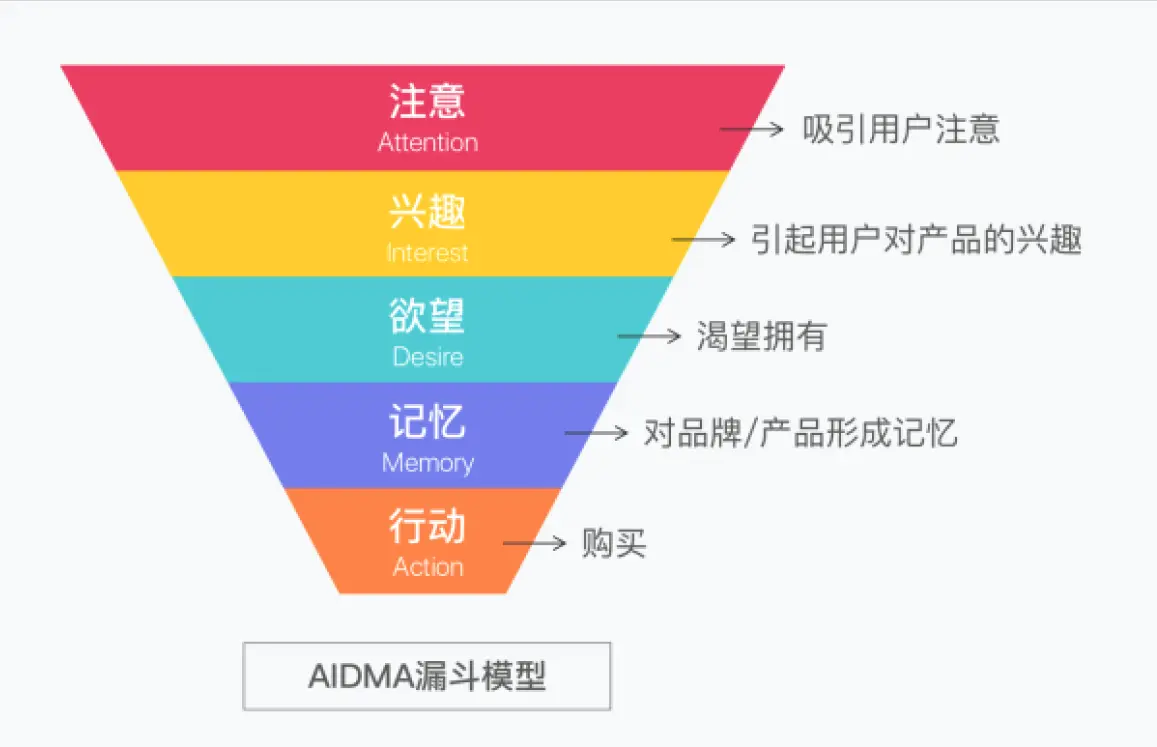 注意
Attention
吸引用户注意
兴趣
Interest
引起用户对产品的兴趣
欲望
Desire
渴望拥有
记忆
Memory
对品牌/产品形成记忆
行动
Action
购买
AIDMA漏斗模型